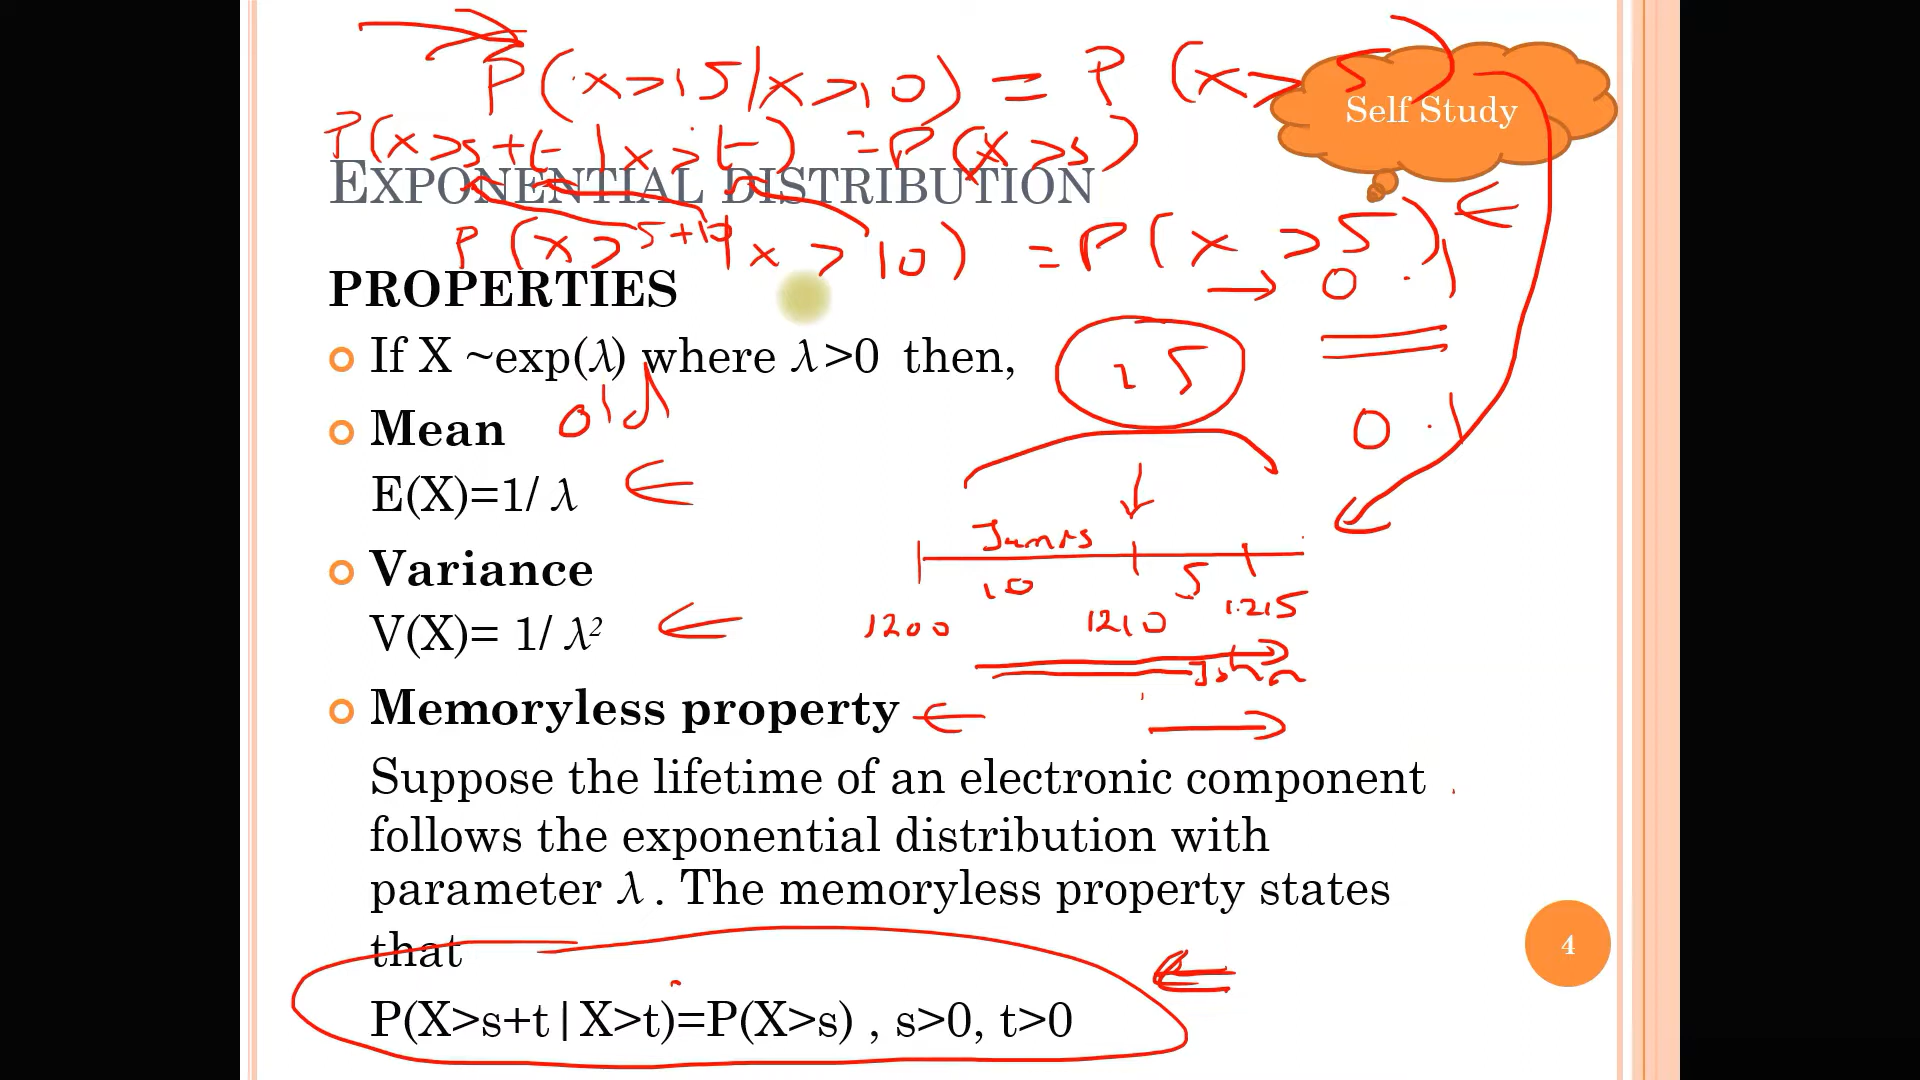 P(x>15|x>10) = P(x>5)
Self Study
P(x>s+t|x>t) = P(x>s)
EXPONENTIAL DISTRIBUTION
P(x>5+10|x>10) = P(x>5)
PROPERTIES
0.1
If X ~exp(λ) where λ>0 then,
15
old
Mean
0.1
E(X)=1/ λ
James
Variance
10 5
1200 1210 1215
V(X)= 1/ λ²
John
Memoryless property
Suppose the lifetime of an electronic component
follows the exponential distribution with
parameter λ. The memoryless property states
that
4
P(X>s+t|X>t)=P(X>s) , s>0, t>0